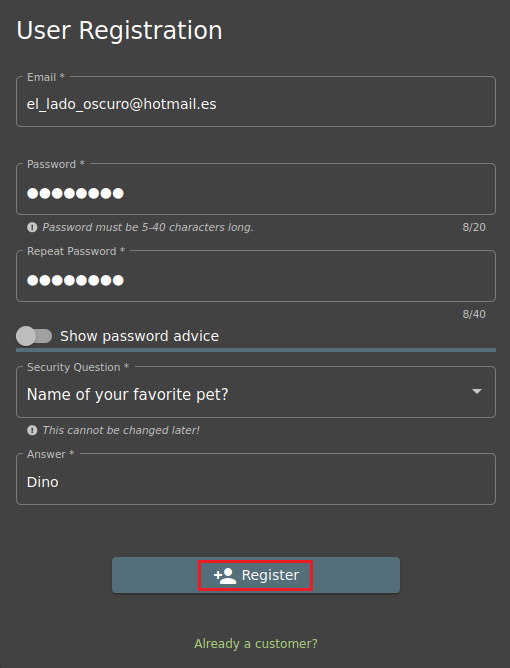 User Registration
Email *
el_lado_oscuro@hotmail.es
Password *
●●●●●●●●
Password must be 5-40 characters long. 8/20
Repeat Password *
●●●●●●●●
8/40
Show password advice
Security Question *
Name of your favorite pet?
This cannot be changed later!
Answer *
Dino
Register
Already a customer?